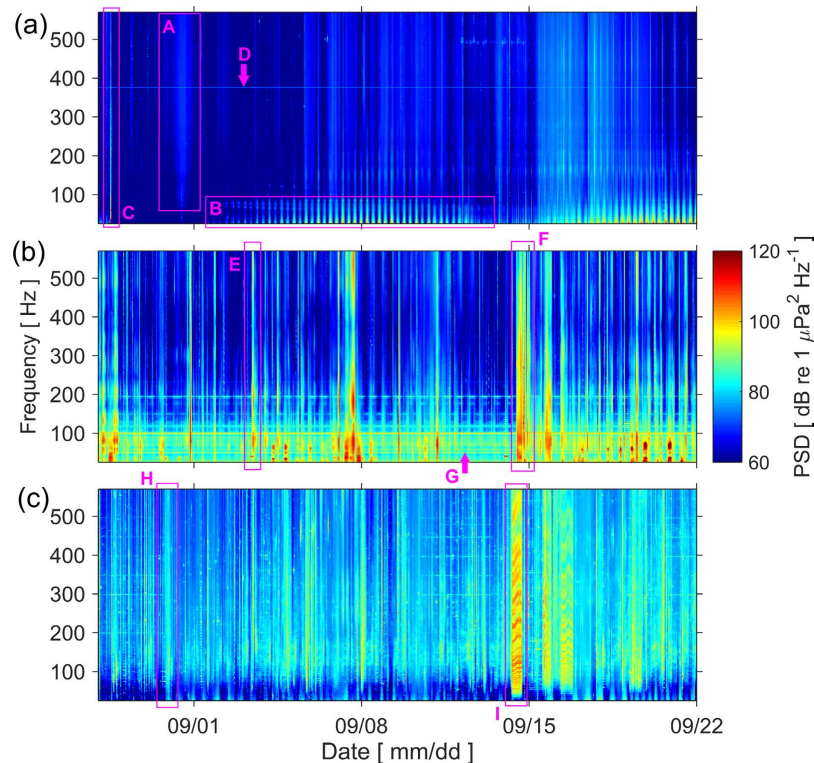 (a)
500
400
300
200
100
A
D
B
C
(b)
500
400
300
200
100
E
F
G
Frequency [ Hz ]
120
100
80
60
PSD [ dB re 1 μPa² Hz⁻¹ ]
(c)
500
400
300
200
100
H
I
09/01 09/08 09/15 09/22
Date [ mm/dd ]